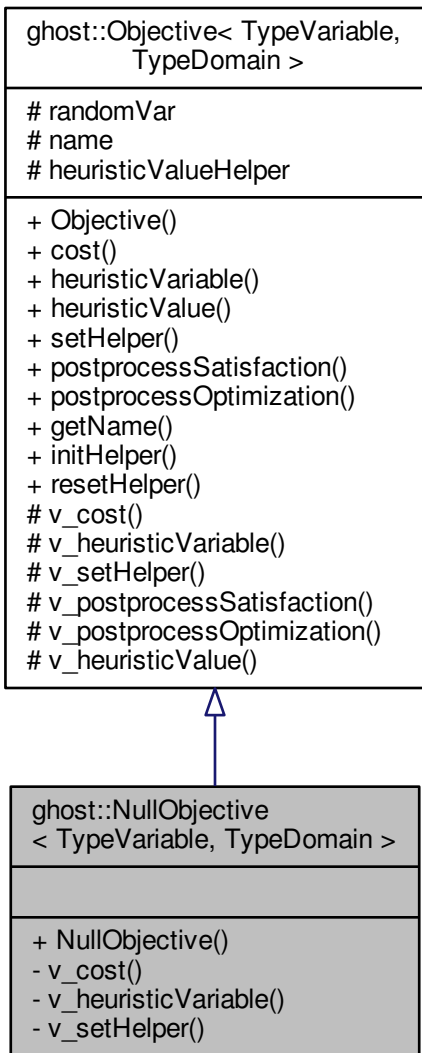 ghost::Objective< TypeVariable,
TypeDomain >
# randomVar
# name
# heuristicValueHelper
+ Objective()
+ cost()
+ heuristicVariable()
+ heuristicValue()
+ setHelper()
+ postprocessSatisfaction()
+ postprocessOptimization()
+ getName()
+ initHelper()
+ resetHelper()
# v_cost()
# v_heuristicVariable()
# v_setHelper()
# v_postprocessSatisfaction()
# v_postprocessOptimization()
# v_heuristicValue()
ghost::NullObjective
< TypeVariable, TypeDomain >
+ NullObjective()
- v_cost()
- v_heuristicVariable()
- v_setHelper()